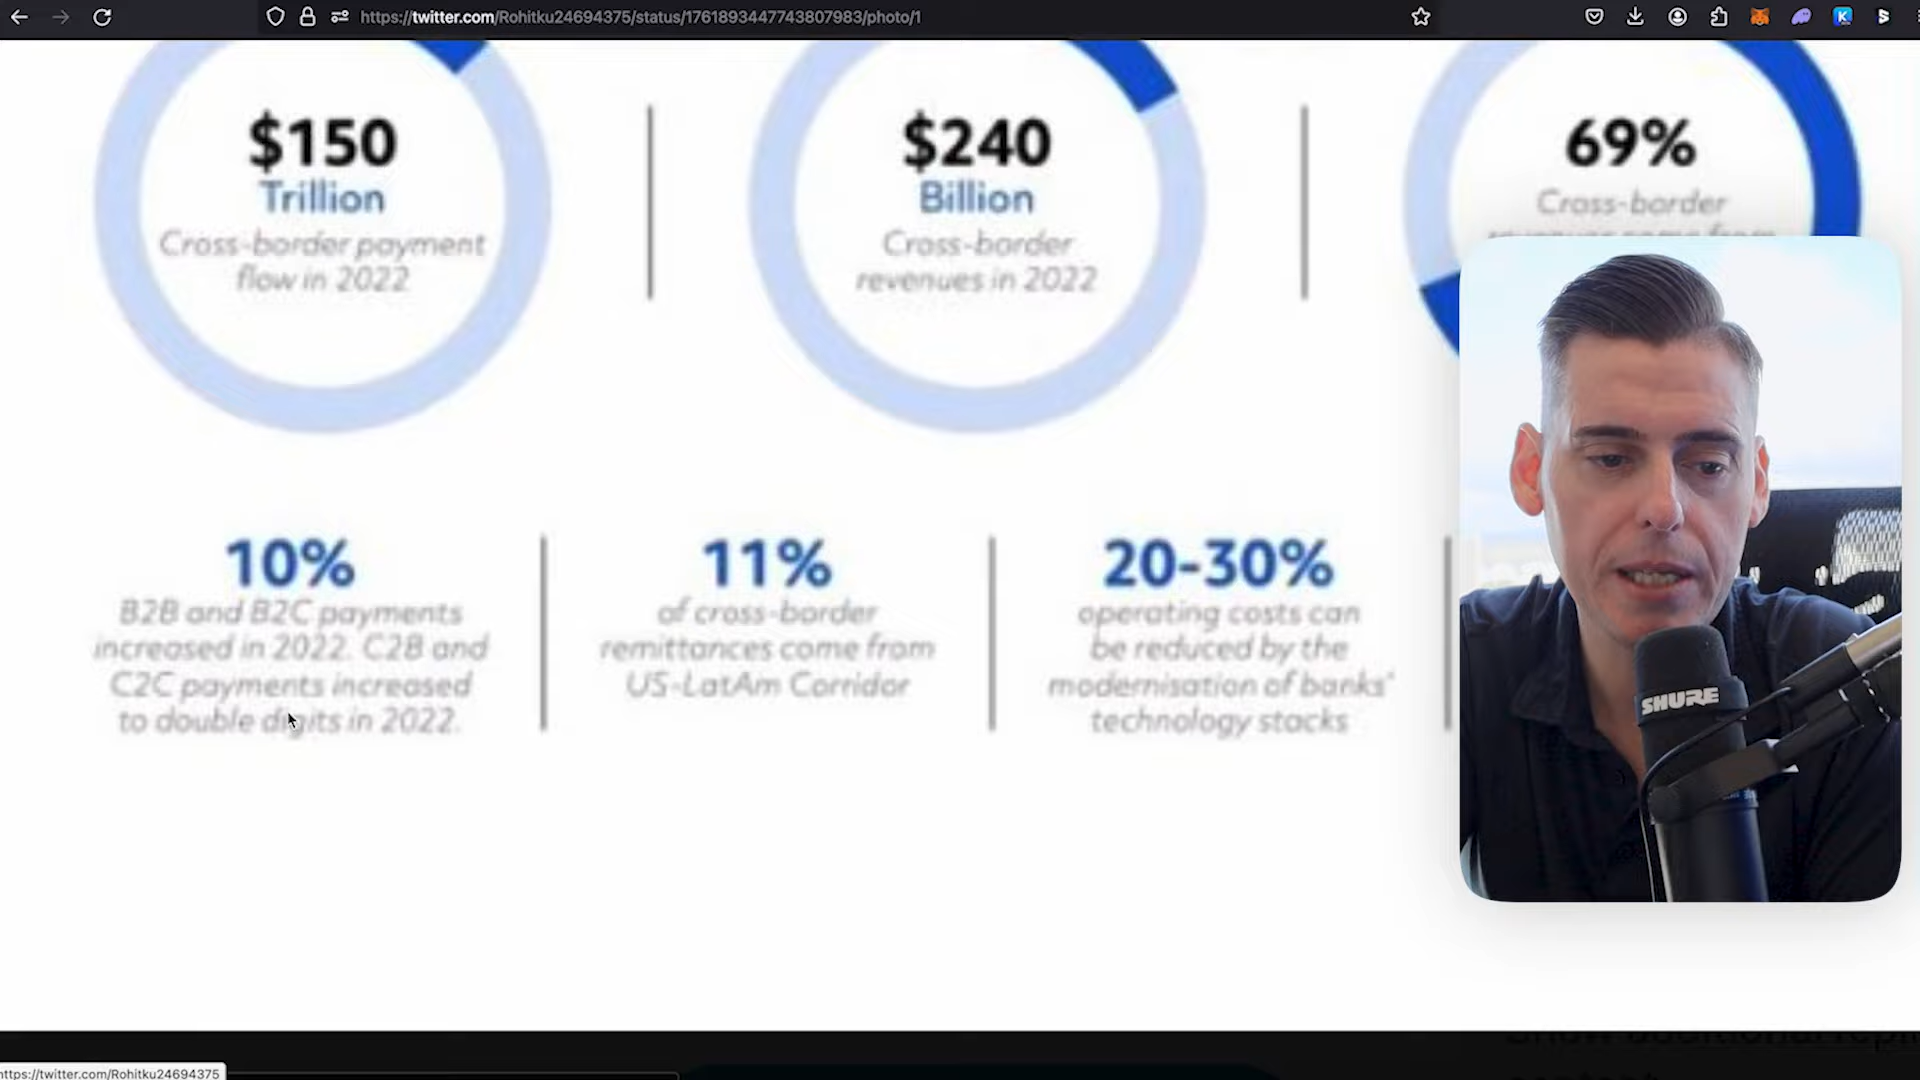 https://twitter.com/Rohitku24694375/status/1761893447743807983/photo/1
$150
Trillion
Cross-border payment
flow in 2022
$240
Billion
Cross-border
revenues in 2022
69%
Cross-border
revenues come from
10%
B2B and B2C payments
increased in 2022. C2B and
C2C payments increased
to double digits in 2022.
11%
of cross-border
remittances come from
US-LatAm Corridor
20-30%
operating costs can
be reduced by the
modernisation of banks'
technology stacks
SHURE
https://twitter.com/Rohitku24694375